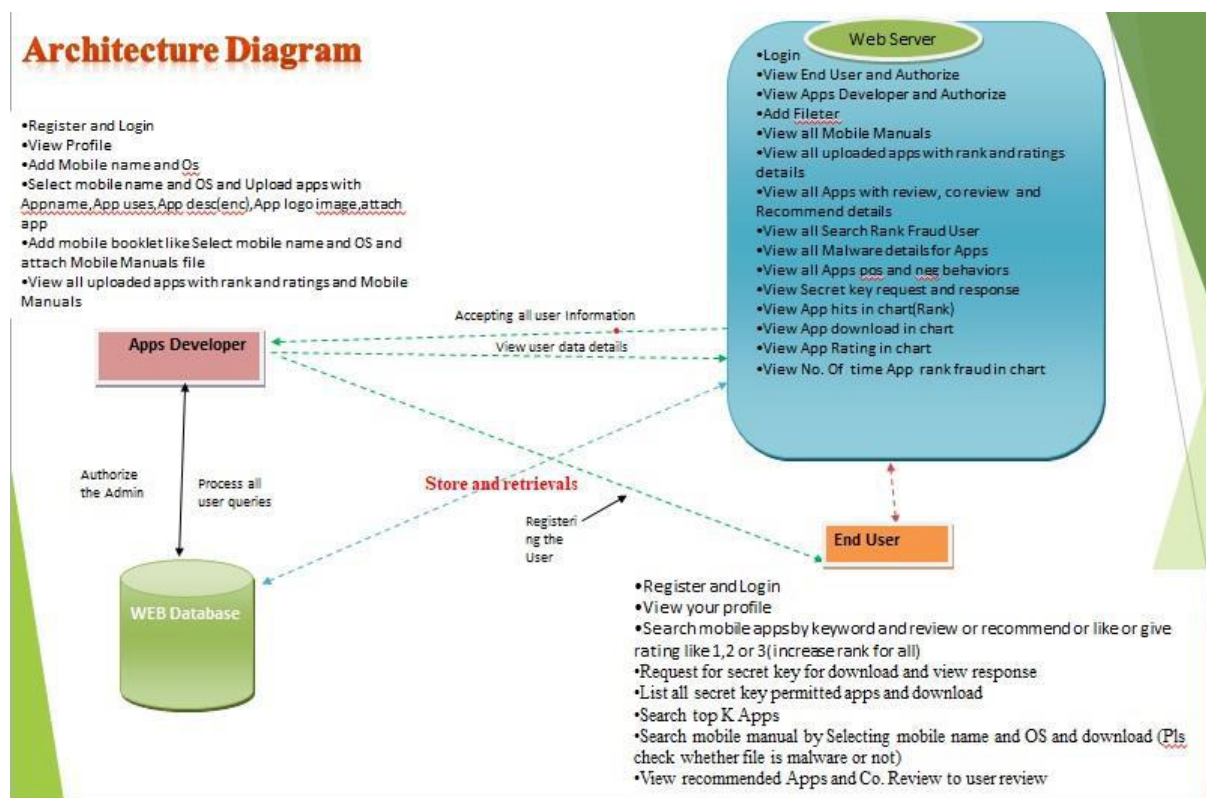 Architecture Diagram
•Register and Login
•View Profile
•Add Mobile name and Os
•Select mobile name and OS and Upload apps with
Appname,App uses,App desc(enc),App logo image,attach
app
•Add mobile booklet like Select mobile name and OS and
attach Mobile Manuals file
•View all uploaded apps with rank and ratings and Mobile
Manuals
Web Server
•Login
•View End User and Authorize
•View Apps Developer and Authorize
•Add Fileter
•View all Mobile Manuals
•View all uploaded apps with rank and ratings
details
•View all Apps with review, co review and
Recommend details
•View all Search Rank Fraud User
•View all Malware details for Apps
•View all Apps pos and neg behaviors
•View Secret key request and response
•View App hits in chart(Rank)
•View App download in chart
•View App Rating in chart
•View No. Of time App rank fraud in chart
Accepting all user Information
View user data details
Apps Developer
Authorize
the Admin
Process all
user queries
Store and retrievals
Registeri
ng the
User
End User
WEB Database
•Register and Login
•View your profile
•Search mobile appsby keyword and review or recommend or like or give
rating like 1,2 or 3(increase rank for all)
•Request for secret key for download and view response
•List all secret key permitted apps and download
•Search top K Apps
•Search mobile manual by Selecting mobile name and OS and download (Pls
check whether file is malware or not)
•View recommended Apps and Co. Review to user review